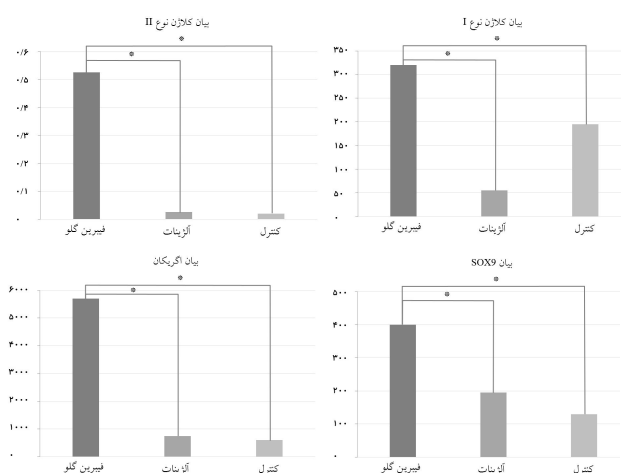 بیان کلاژن نوع I
*
*
۳۵۰
۳۰۰
۲۵۰
۲۰۰
۱۵۰
۱۰۰
۵۰
۰
فیبرین گلو
آلژینات
کنترل
بیان کلاژن نوع II
*
*
۰/۶
۰/۵
۰/۴
۰/۳
۰/۲
۰/۱
۰
فیبرین گلو
آلژینات
کنترل
بیان SOX9
*
*
۵۰۰
۴۰۰
۳۰۰
۲۰۰
۱۰۰
۰
فیبرین گلو
آلژینات
کنترل
بیان اگریکان
*
*
۶۰۰۰
۵۰۰۰
۴۰۰۰
۳۰۰۰
۲۰۰۰
۱۰۰۰
۰
فیبرین گلو
آلژینات
کنترل